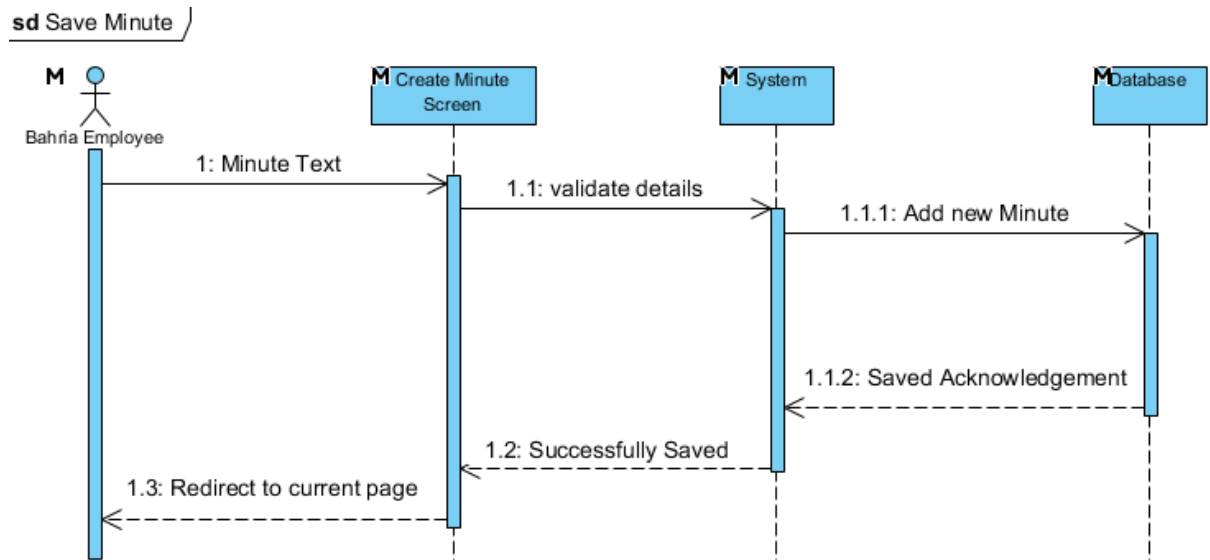 sd Save Minute
M
Bahria Employee
M Create Minute
Screen
M System
M Database
1: Minute Text
1.1: validate details
1.1.1: Add new Minute
1.1.2: Saved Acknowledgement
1.2: Successfully Saved
1.3: Redirect to current page